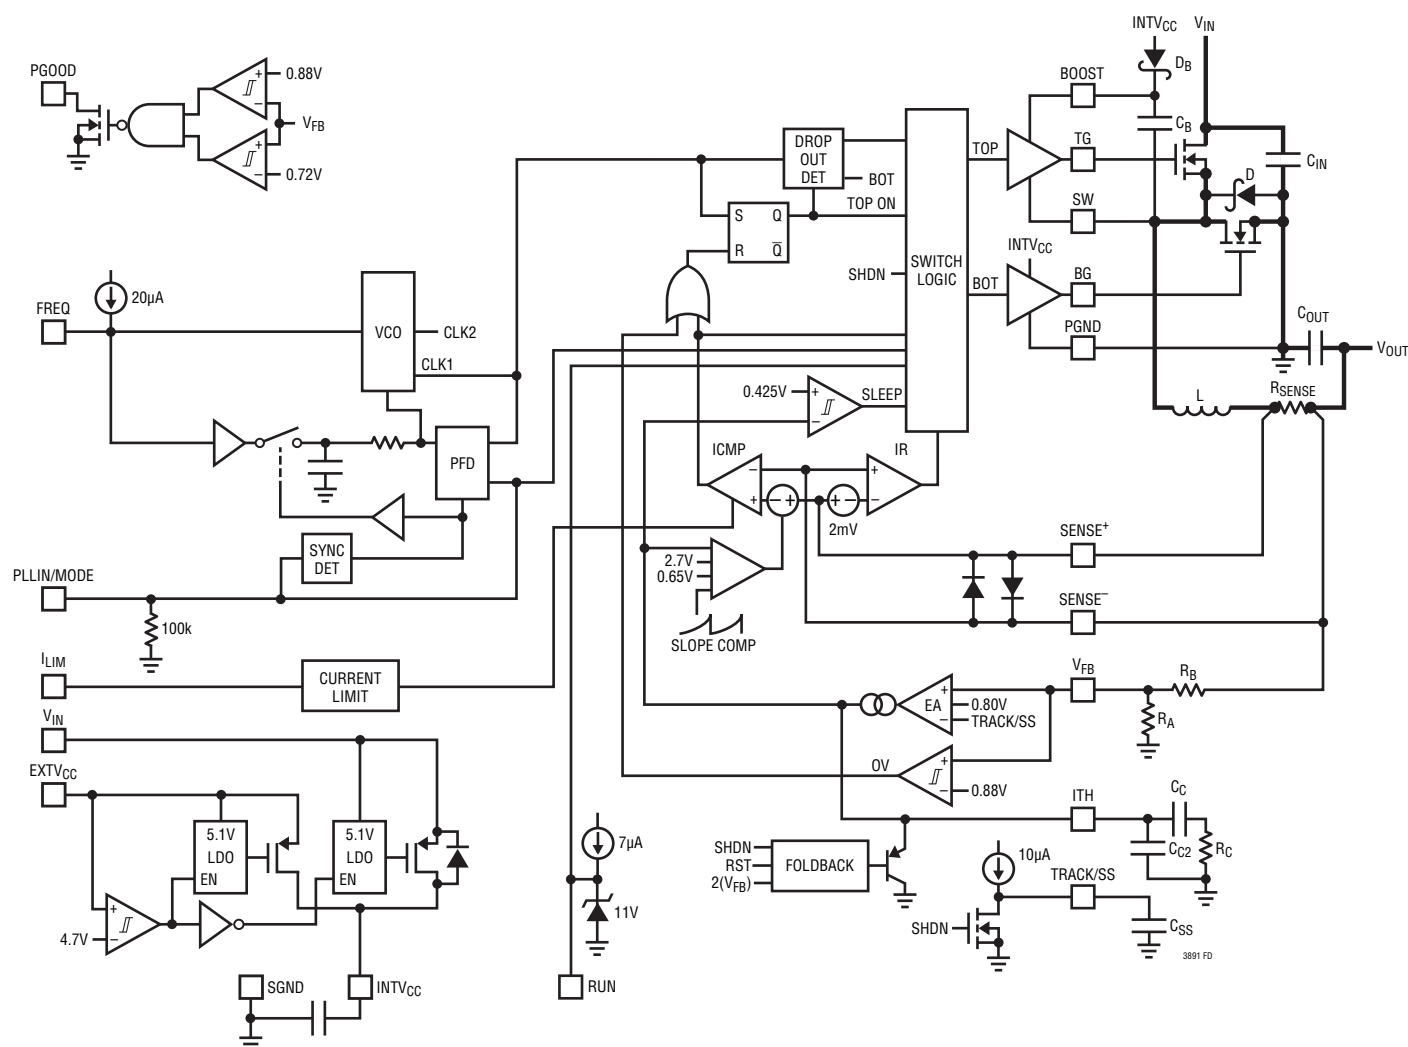 PGOOD
+
0.88V
−
VFB
+
−
0.72V
INTVCC
VIN
DB
BOOST
CB
DROP
OUT
DET
BOT
TOP ON
S
Q
R
Q̅
SWITCH
LOGIC
SHDN
TOP
TG
CIN
D
SW
INTVCC
BOT
BG
PGND
COUT
VOUT
20µA
FREQ
VCO
CLK2
CLK1
0.425V
+
−
SLEEP
L
RSENSE
PFD
ICMP
−
+
− +
+ −
2mV
IR
+
−
SYNC
DET
2.7V
0.65V
SLOPE COMP
SENSE+
SENSE−
PLLIN/MODE
100k
ILIM
CURRENT
LIMIT
VFB
RB
RA
EA
+
0.80V
−
TRACK/SS
OV
+
−
0.88V
VIN
EXTVCC
5.1V
LDO
EN
5.1V
LDO
EN
+
4.7V
−
7µA
11V
SHDN
RST
2(VFB)
FOLDBACK
ITH
CC
CC2
RC
10µA
TRACK/SS
SHDN
CSS
3891 FD
SGND
INTVCC
RUN